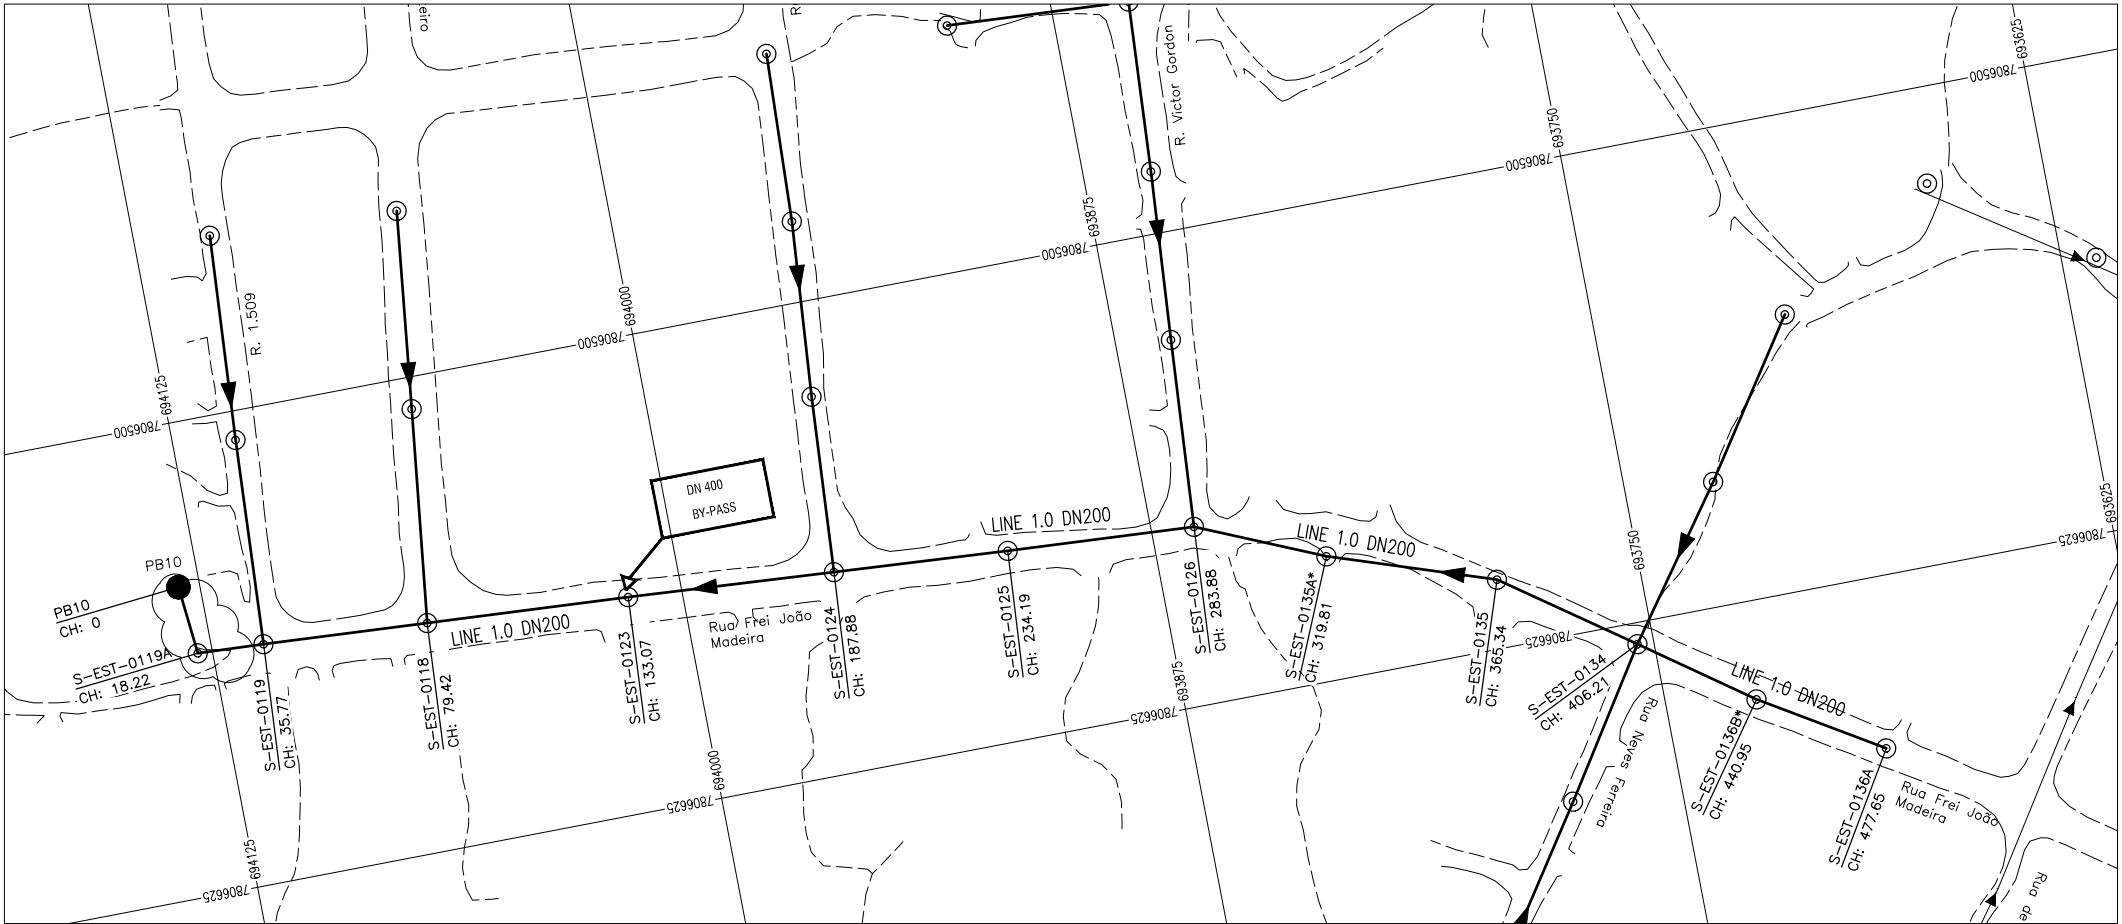 eiro
R.
R. Victor Gordon
693625
7806500
693750
7806500
693875
7806500
694000
7806500
694125
7806500
R. 1.509
DN 400
BY-PASS
LINE 1.0 DN200
LINE 1.0 DN200
PB10
PB10
CH: 0
S-EST-0119A
CH: 18.22
S-EST-0119
CH: 35.77
S-EST-0118
CH: 79.42
LINE 1.0 DN200
S-EST-0123
CH: 133.07
Rua Frei João
Madeira
S-EST-0124
CH: 187.88
S-EST-0125
CH: 234.19
S-EST-0126
CH: 283.88
S-EST-0135A*
CH: 319.81
S-EST-0135
CH: 365.34
S-EST-0134
CH: 406.21
LINE 1.0 DN200
S-EST-0136B*
CH: 440.95
S-EST-0136A
CH: 477.65
Rua Neves Ferreira
Rua Frei João
Madeira
Rua de
693625
7806625
693750
7806625
693875
7806625
694000
7806625
694125
7806625